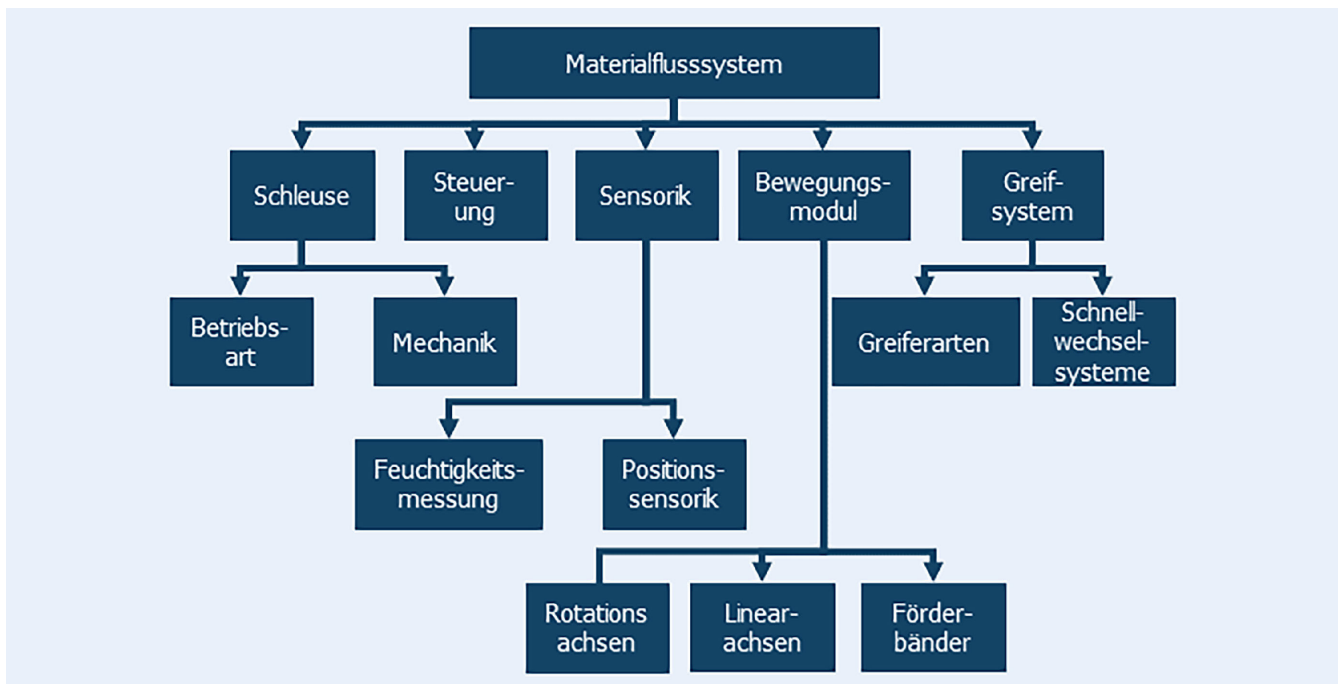 Materialflusssystem
Schleuse
Steuer-
ung
Sensorik
Bewegungs-
modul
Greif-
system
Betriebs-
art
Mechanik
Greiferarten
Schnell-
wechsel-
systeme
Feuchtigkeits-
messung
Positions-
sensorik
Rotations
achsen
Linear-
achsen
Förder-
bänder